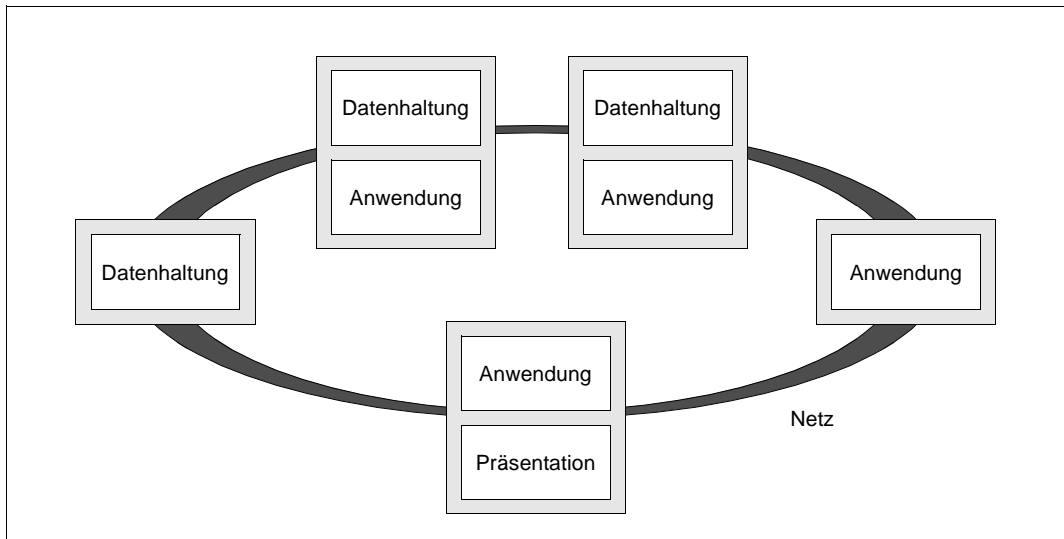 Datenhaltung
Anwendung
Datenhaltung
Anwendung
Datenhaltung
Anwendung
Anwendung
Präsentation
Netz